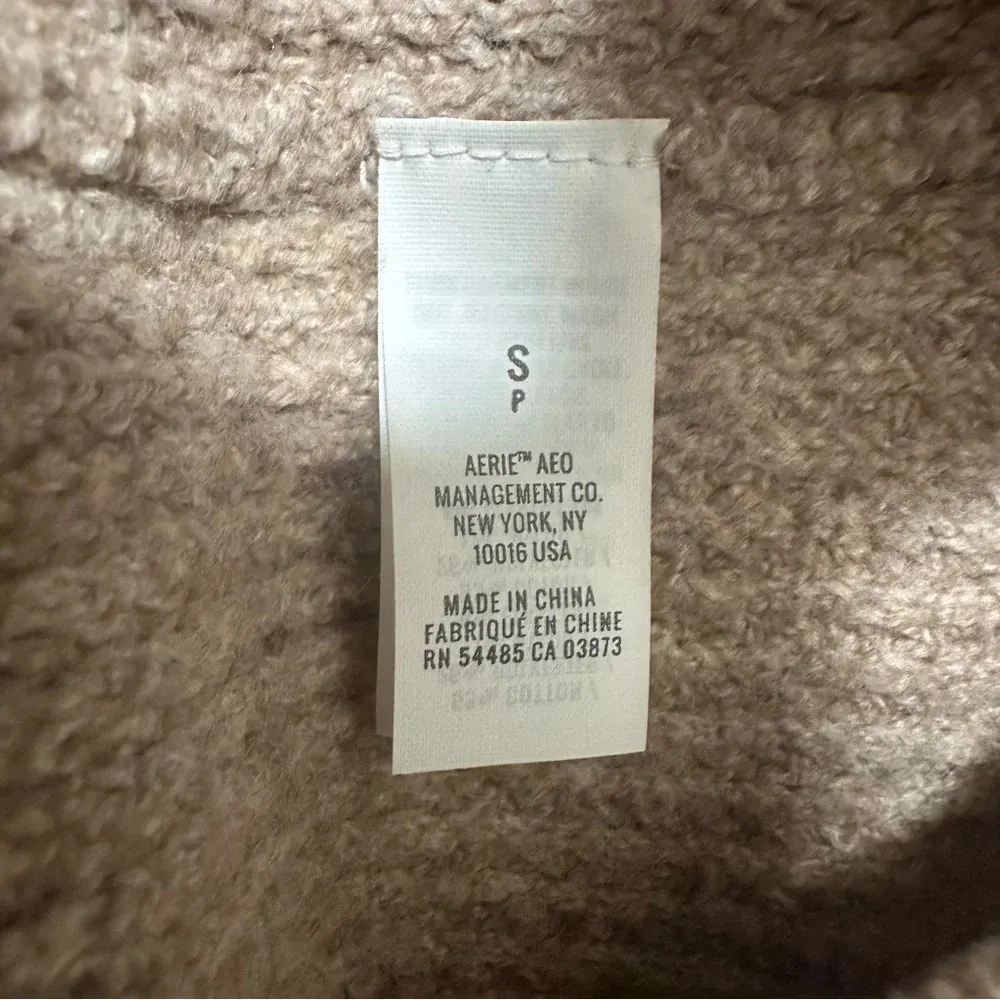 S
P
AERIE™ AEO
MANAGEMENT CO.
NEW YORK, NY
10016 USA
MADE IN CHINA
FABRIQUÉ EN CHINE
RN 54485 CA 03873